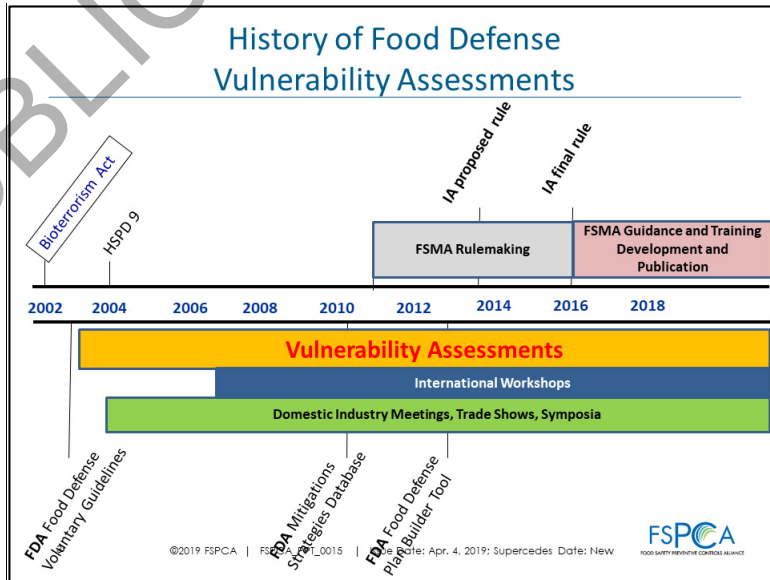 History of Food Defense
Vulnerability Assessments
Bioterrorism Act
HSPD 9
IA proposed rule
IA final rule
FSMA Rulemaking
FSMA Guidance and Training
Development and
Publication
2002 2004 2006 2008 2010 2012 2014 2016 2018
Vulnerability Assessments
International Workshops
Domestic Industry Meetings, Trade Shows, Symposia
FDA Food Defense
Voluntary Guidelines
FDA Mitigations
Strategies Database
FDA Food Defense
Plan Builder Tool
©2019 FSPCA | Date: Apr. 4, 2019; Supercedes Date: New
FSPCA
FOOD SAFETY PREVENTIVE CONTROLS ALLIANCE